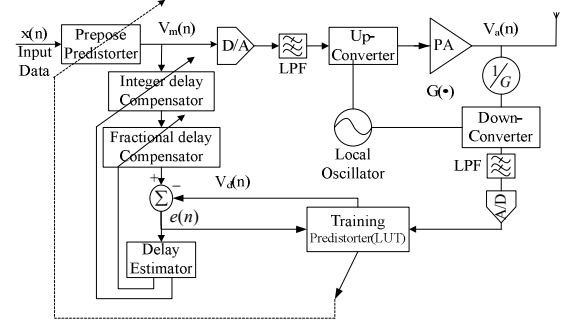 x(n)
Input
Data
Prepose
Predistorter
V_m(n)
D/A
LPF
Up-
Converter
PA
G(•)
V_a(n)
1/G
Integer delay
Compensator
Fractional delay
Compensator
Local
Oscillator
Down-
Converter
LPF
A/D
+
−
Σ
V_d(n)
e(n)
Training
Predistorter(LUT)
Delay
Estimator